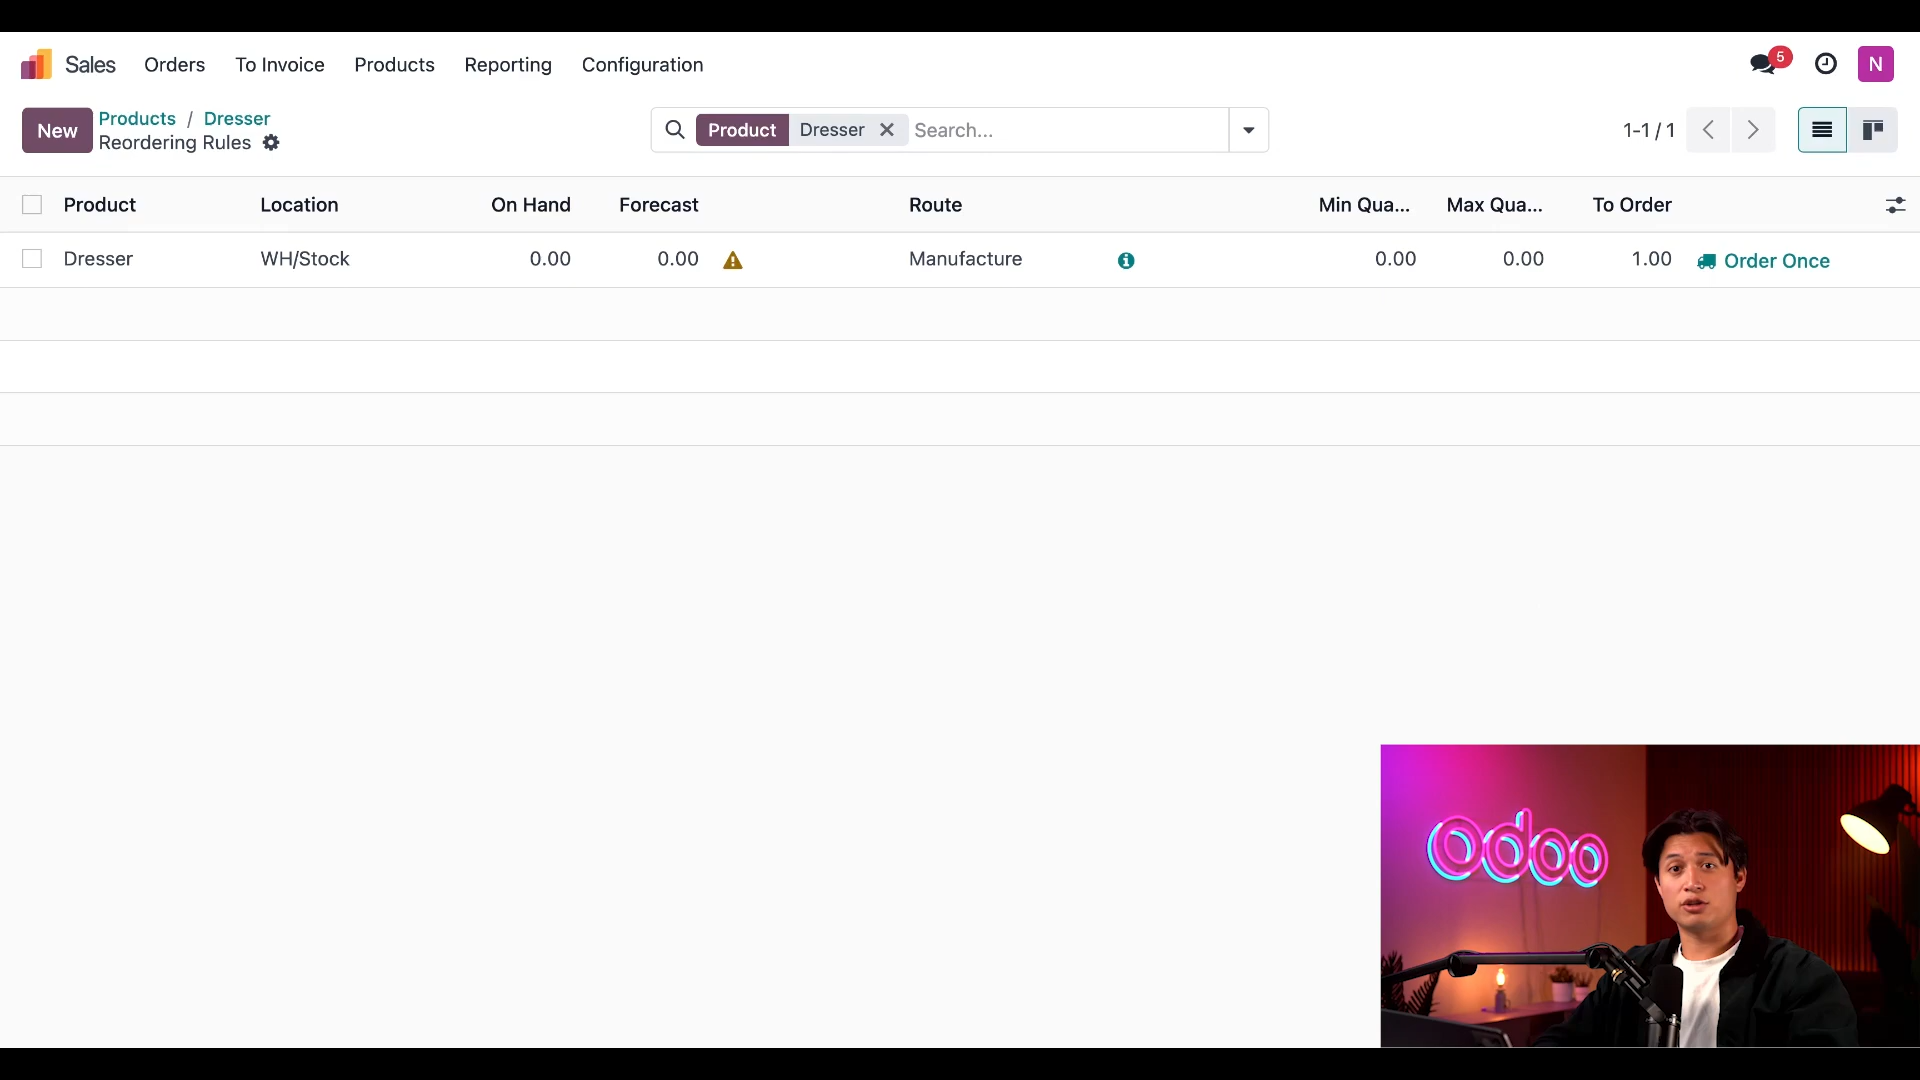 Sales Orders To Invoice Products Reporting Configuration 5 N
New Products / Dresser Product Dresser Search... 1-1 / 1
Reordering Rules
Product Location On Hand Forecast Route Min Qua... Max Qua... To Order
Dresser WH/Stock 0.00 0.00 Manufacture 0.00 0.00 1.00 Order Once
odoo